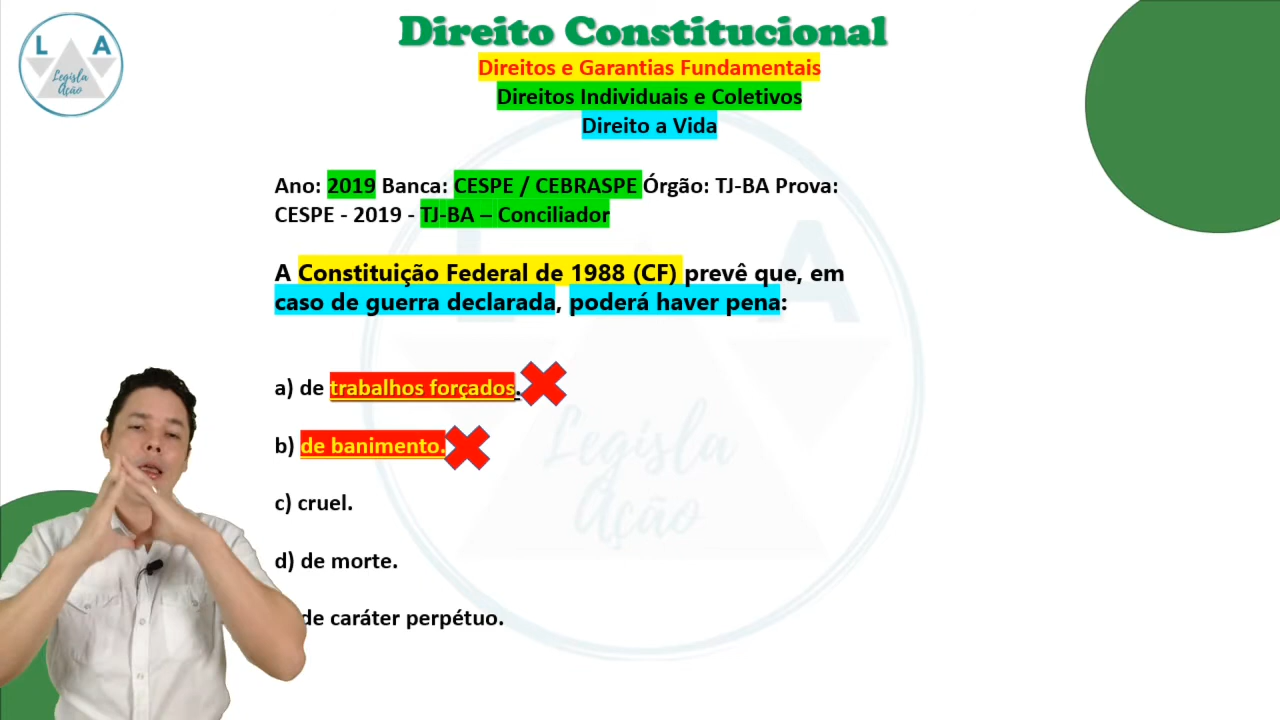 L A
Legisla
Ação
Direito Constitucional
Direitos e Garantias Fundamentais
Direitos Individuais e Coletivos
Direito a Vida
Ano: 2019 Banca: CESPE / CEBRASPE Órgão: TJ-BA Prova:
CESPE - 2019 - TJ-BA – Conciliador
A Constituição Federal de 1988 (CF) prevê que, em
caso de guerra declarada, poderá haver pena:
a) de trabalhos forçados.
b) de banimento.
c) cruel.
d) de morte.
de caráter perpétuo.
L A
Legisla
Ação